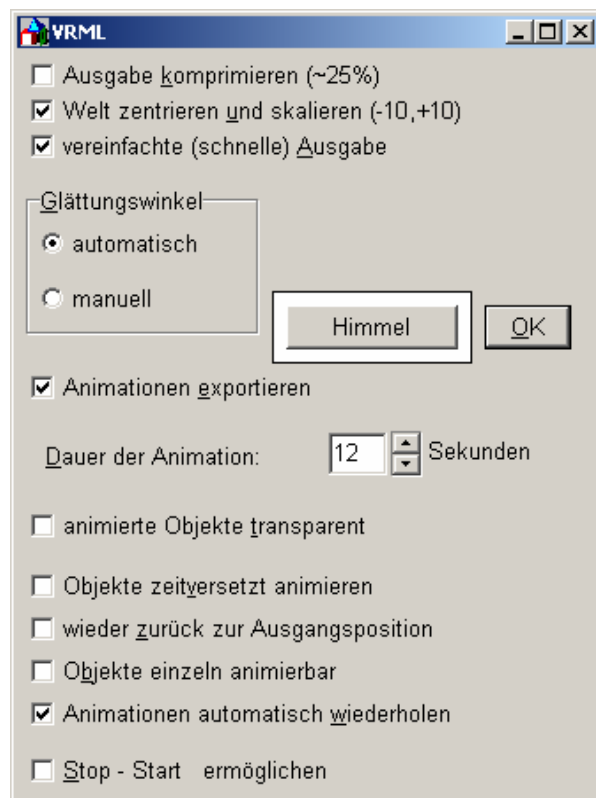 VRML
Ausgabe komprimieren (~25%)
Welt zentrieren und skalieren (-10,+10)
vereinfachte (schnelle) Ausgabe
Glättungswinkel
automatisch
manuell
Himmel
OK
Animationen exportieren
Dauer der Animation: 12 Sekunden
animierte Objekte transparent
Objekte zeitversetzt animieren
wieder zurück zur Ausgangsposition
Objekte einzeln animierbar
Animationen automatisch wiederholen
Stop - Start ermöglichen